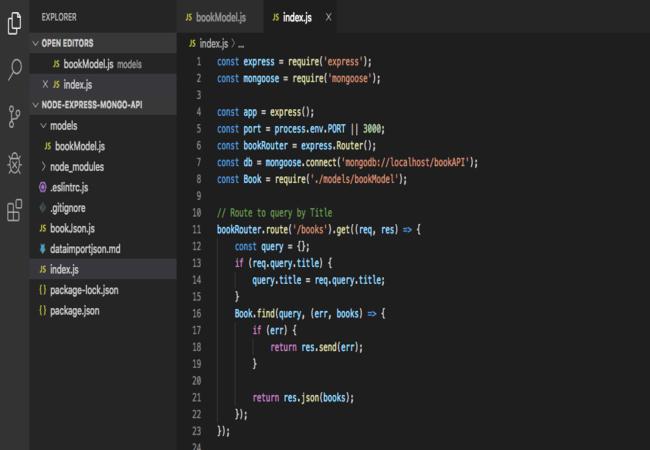 EXPLORER
OPEN EDITORS
JS bookModel.js models
X JS index.js
NODE-EXPRESS-MONGO-API
models
JS bookModel.js
node_modules
.eslintrc.js
.gitignore
JS bookJson.js
dataimportjson.md
JS index.js
{ } package-lock.json
{ } package.json
JS bookModel.js
JS index.js X
JS index.js > ...
1 const express = require('express');
2 const mongoose = require('mongoose');
3
4 const app = express();
5 const port = process.env.PORT || 3000;
6 const bookRouter = express.Router();
7 const db = mongoose.connect('mongodb://localhost/bookAPI');
8 const Book = require('./models/bookModel');
9
10 // Route to query by Title
11 bookRouter.route('/books').get((req, res) => {
12 const query = {};
13 if (req.query.title) {
14 query.title = req.query.title;
15 }
16 Book.find(query, (err, books) => {
17 if (err) {
18 return res.send(err);
19 }
20
21 return res.json(books);
22 });
23 });
24